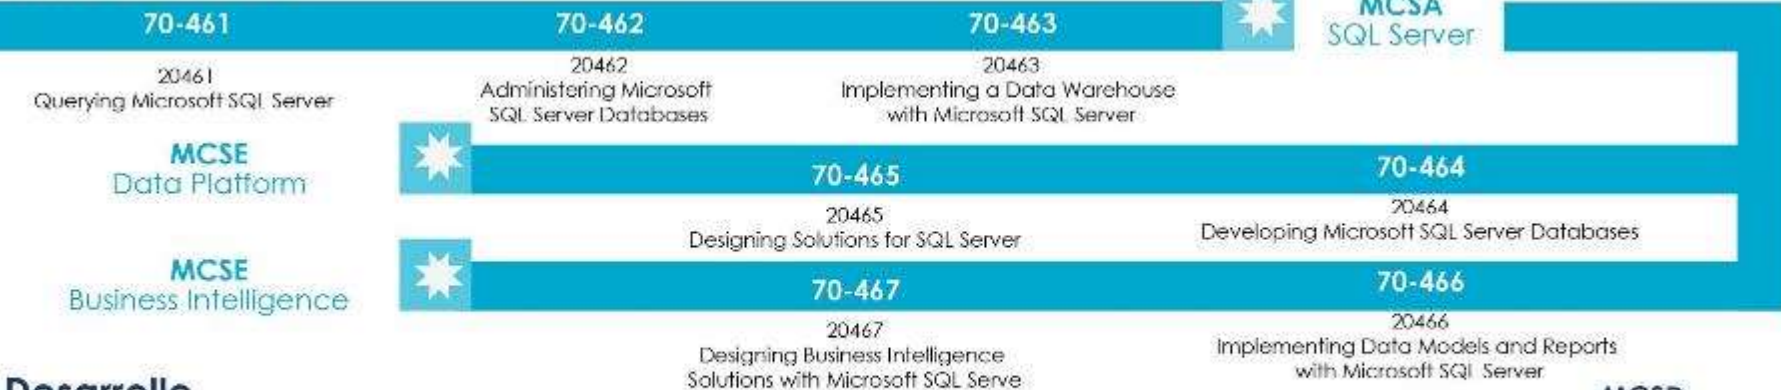 70-461
70-462
70-463
MCSA
SQL Server
20461
Querying Microsoft SQL Server
20462
Administering Microsoft
SQL Server Databases
20463
Implementing a Data Warehouse
with Microsoft SQL Server
MCSE
Data Platform
70-465
70-464
20465
Designing Solutions for SQL Server
20464
Developing Microsoft SQL Server Databases
MCSE
Business Intelligence
70-467
70-466
20467
Designing Business Intelligence
Solutions with Microsoft SQL Serve
20466
Implementing Data Models and Reports
with Microsoft SQL Server
Desarrollo